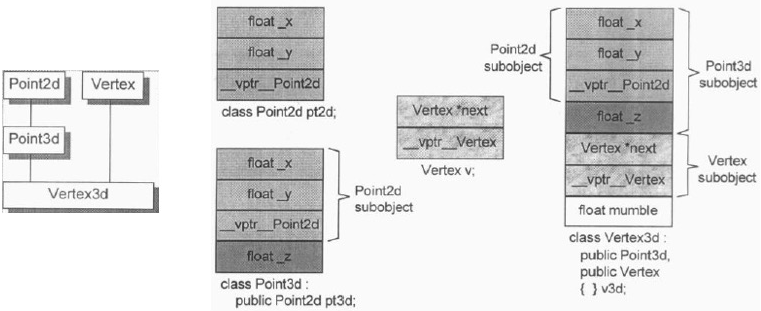 Point2d
Vertex
Point3d
Vertex3d
float _x
float _y
__vptr__Point2d
class Point2d pt2d;
float _x
float _y
__vptr__Point2d
float _z
Point2d
subobject
class Point3d :
public Point2d pt3d;
Vertex *next
__vptr__Vertex
Vertex v;
Point2d
subobject
float _x
float _y
__vptr__Point2d
float _z
Vertex *next
__vptr__Vertex
float mumble
Point3d
subobject
Vertex
subobject
class Vertex3d :
public Point3d,
public Vertex
{ } v3d;